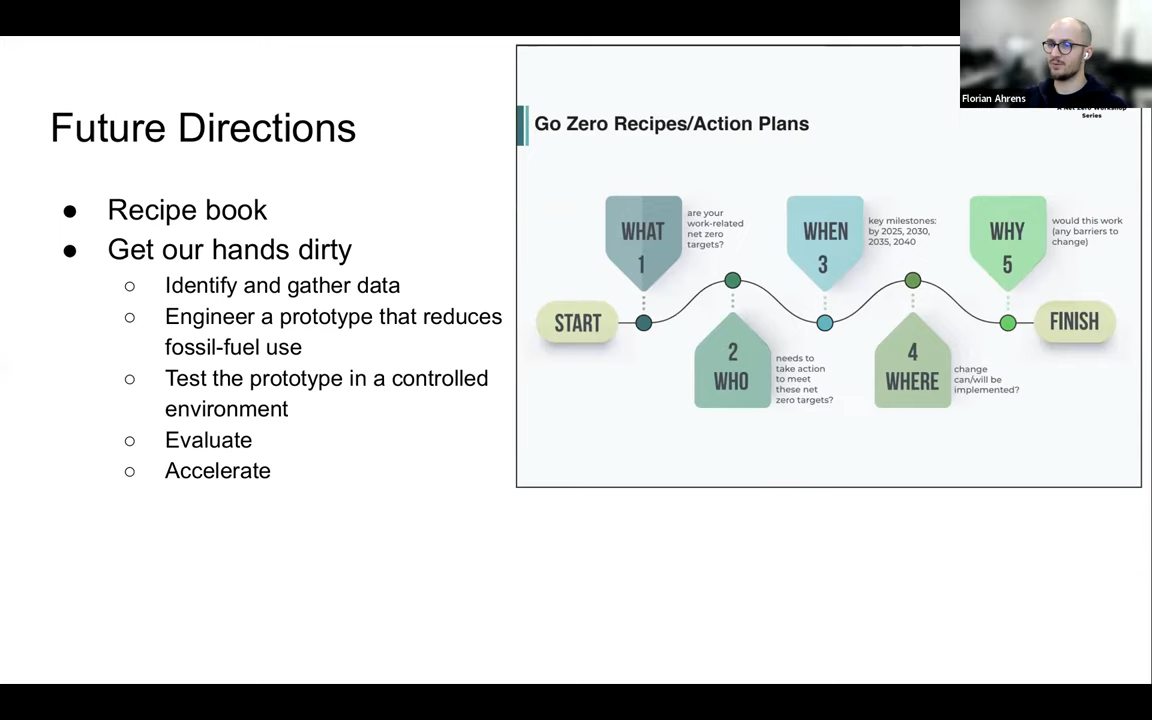 Florian Ahrens
Future Directions
● Recipe book
● Get our hands dirty
○ Identify and gather data
○ Engineer a prototype that reduces
fossil-fuel use
○ Test the prototype in a controlled
environment
○ Evaluate
○ Accelerate
Series
Go Zero Recipes/Action Plans
START
WHAT
1
are your
work-related
net zero
targets?
2
WHO
needs to
take action
to meet
these net
zero targets?
WHEN
3
key milestones:
by 2025, 2030,
2035, 2040
4
WHERE
change
can/will be
implemented?
WHY
5
would this work
(any barriers to
change)
FINISH